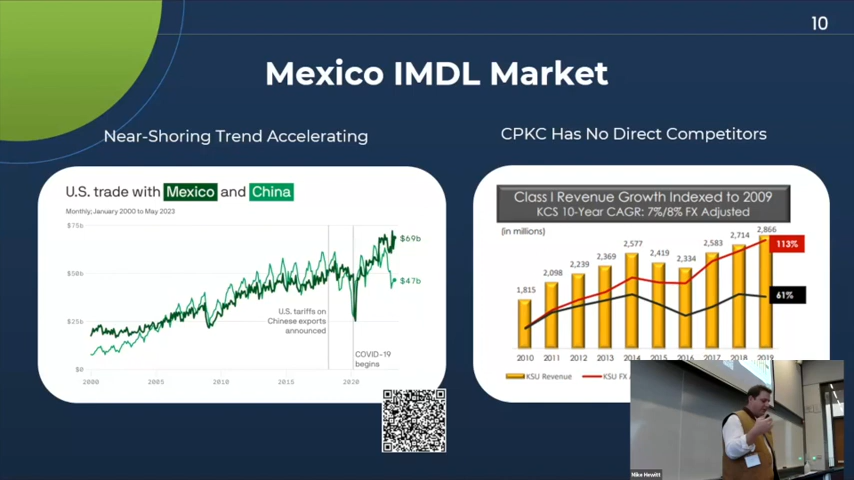 10
Mexico IMDL Market
Near-Shoring Trend Accelerating
CPKC Has No Direct Competitors
U.S. trade with Mexico and China
Monthly; January 2000 to May 2023
$75b
$50b
$25b
$0
$69b
$47b
U.S. tariffs on
Chinese exports
announced
COVID-19
begins
2000 2005 2010 2015 2020
Class I Revenue Growth Indexed to 2009
KCS 10-Year CAGR: 7%/8% FX Adjusted
(in millions)
1,815 2,098 2,239 2,369 2,577 2,419 2,334 2,583 2,714 2,866
113%
61%
2010 2011 2012 2013 2014 2015 2016 2017 2018 2019
KSU Revenue KSU FX
Mike Hewitt